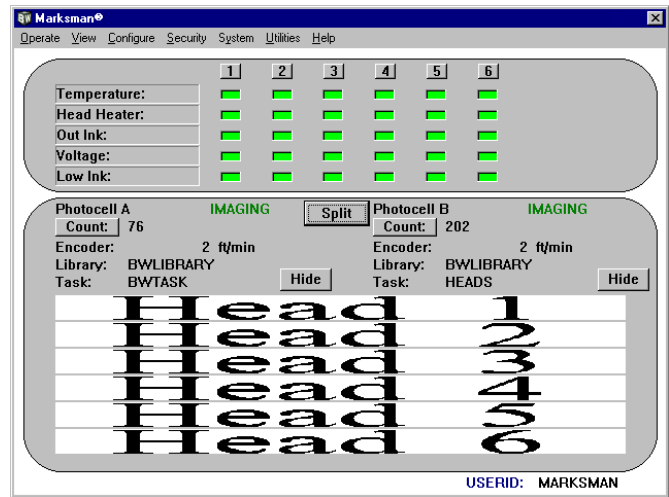 Marksman®
Operate View Configure Security System Utilities Help
1 2 3 4 5 6
Temperature:
Head Heater:
Out Ink:
Voltage:
Low Ink:
Photocell A IMAGING Split Photocell B IMAGING
Count: 76 Count: 202
Encoder: 2 ft/min Encoder: 2 ft/min
Library: BWLIBRARY Library: BWLIBRARY
Task: BWTASK Hide Task: HEADS Hide
Head 1
Head 2
Head 3
Head 4
Head 5
Head 6
USERID: MARKSMAN